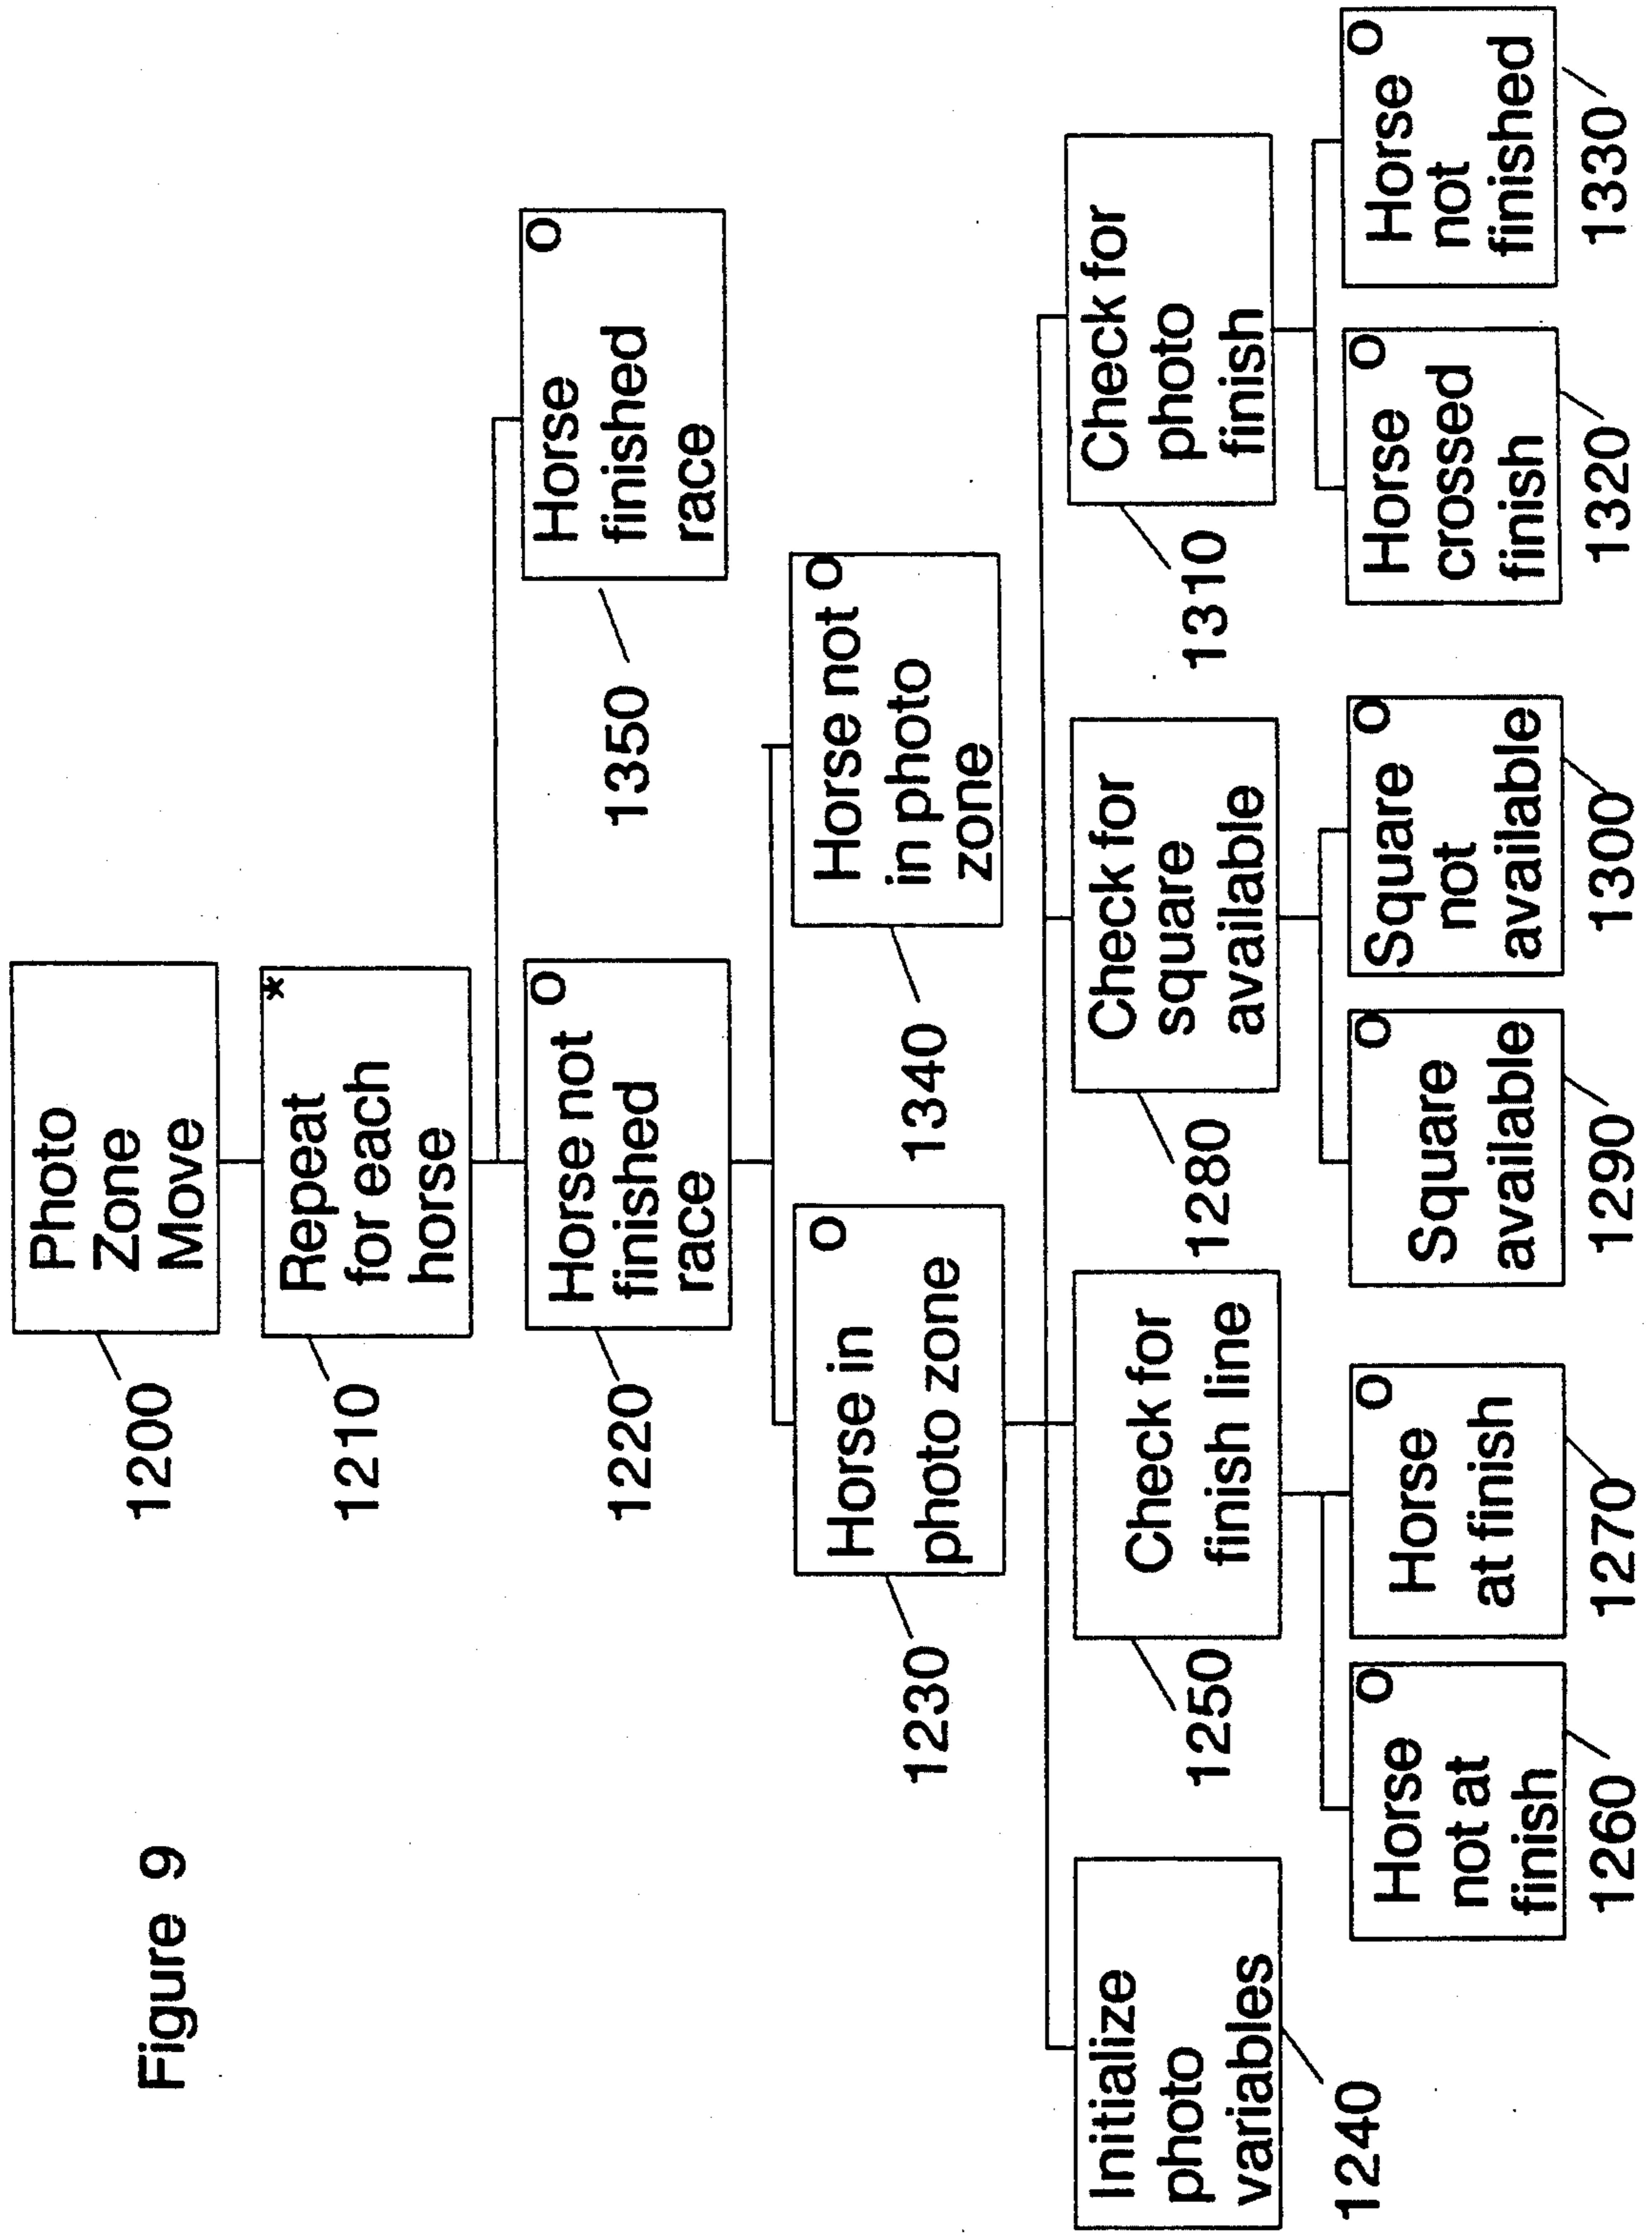 Figure 9
Photo
Zone
Move
1200
Repeat
for each
horse
*
1210
Horse not
finished
race
O
1220
Horse
finished
race
O
1350
Horse in
photo zone
O
1230
Horse not
in photo
zone
O
1340
Initialize
photo
variables
1240
Check for
finish line
1250
Check for
square
available
1280
Check for
photo
finish
1310
Horse
not at
finish
O
1260
Horse
at finish
O
1270
Square
available
O
1290
Square
not
available
O
1300
Horse
crossed
finish
O
1320
Horse
not
finished
O
1330